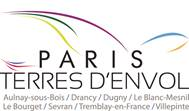 PARIS
TERRES D'ENVOL
Aulnay-sous-Bois / Drancy / Dugny / Le Blanc-Mesnil
Le Bourget / Sevran / Tremblay-en-France / Villepinte